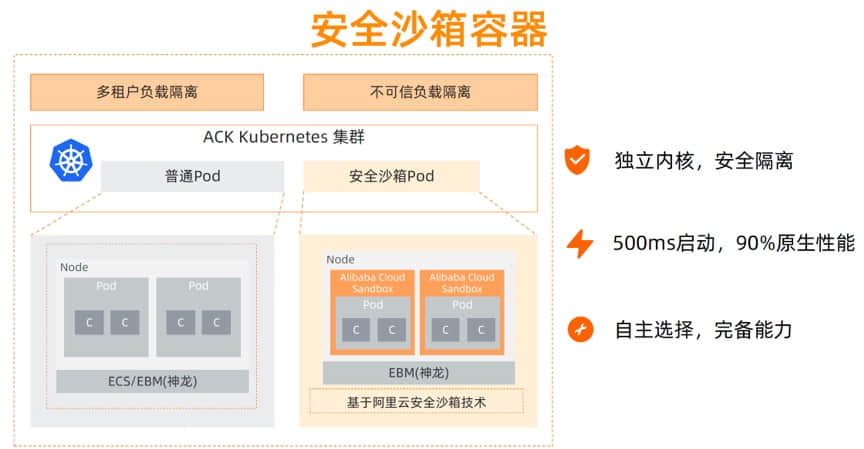 安全沙箱容器
多租户负载隔离
不可信负载隔离
ACK Kubernetes 集群
普通Pod
安全沙箱Pod
Node
Pod
Pod
C
C
C
C
ECS/EBM(神龙)
Node
Alibaba Cloud
Sandbox
Alibaba Cloud
Sandbox
Pod
Pod
C
C
C
C
EBM(神龙)
基于阿里云安全沙箱技术
独立内核，安全隔离
500ms启动，90%原生性能
自主选择，完备能力